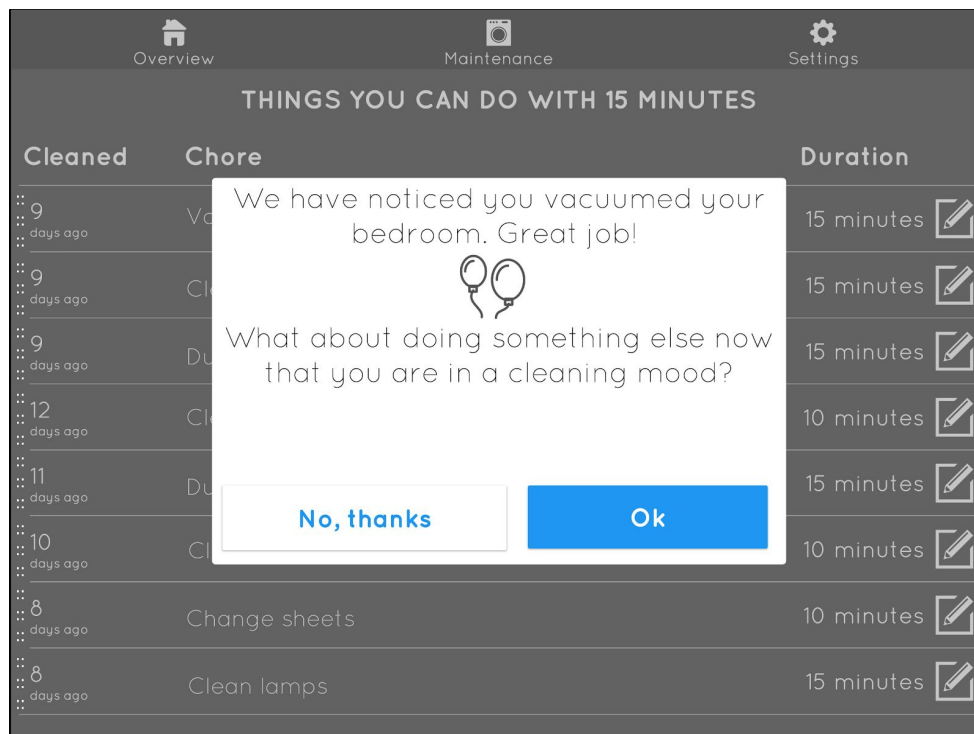 Overview Maintenance Settings
THINGS YOU CAN DO WITH 15 MINUTES
Cleaned Chore Duration
9
days ago
15 minutes
9
days ago
15 minutes
9
days ago
15 minutes
12
days ago
10 minutes
11
days ago
15 minutes
10
days ago
10 minutes
8
days ago
Change sheets
10 minutes
8
days ago
Clean lamps
15 minutes
We have noticed you vacuumed your
bedroom. Great job!
What about doing something else now
that you are in a cleaning mood?
No, thanks
Ok